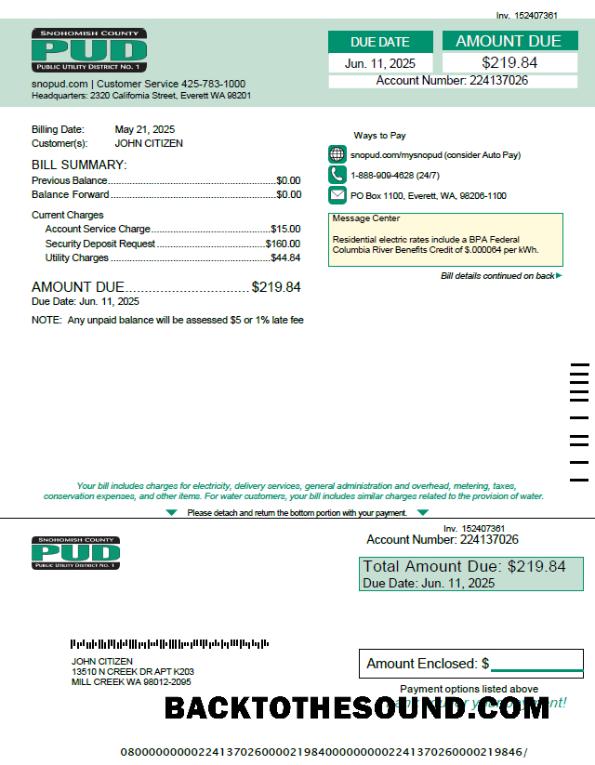 Inv. 152407361
SNOHOMISH COUNTY
PUD
PUBLIC UTILITY DISTRICT NO. 1
DUE DATE
AMOUNT DUE
Jun. 11, 2025
$219.84
Account Number: 224137026
snopud.com | Customer Service 425-783-1000
Headquarters: 2320 California Street, Everett WA 98201
Billing Date: May 21, 2025
Customer(s): JOHN CITIZEN
BILL SUMMARY:
Previous Balance $0.00
Balance Forward $0.00
Current Charges
Account Service Charge $15.00
Security Deposit Request $160.00
Utility Charges $44.84
AMOUNT DUE $219.84
Due Date: Jun. 11, 2025
NOTE: Any unpaid balance will be assessed $5 or 1% late fee
Ways to Pay
snopud.com/mysnopud (consider Auto Pay)
1-888-909-4628 (24/7)
PO Box 1100, Everett, WA, 98206-1100
Message Center
Residential electric rates include a BPA Federal
Columbia River Benefits Credit of $.000064 per kWh.
Bill details continued on back
Your bill includes charges for electricity, delivery services, general administration and overhead, metering, taxes,
conservation expenses, and other items. For water customers, your bill includes similar charges related to the provision of water.
Please detach and return the bottom portion with your payment.
SNOHOMISH COUNTY
PUD
PUBLIC UTILITY DISTRICT NO. 1
Inv. 152407361
Account Number: 224137026
Total Amount Due: $219.84
Due Date: Jun. 11, 2025
JOHN CITIZEN
13510 N CREEK DR APT K203
MILL CREEK WA 98012-2095
Amount Enclosed: $
Payment options listed above
payment!
BACKTOTHESOUND.COM
08000000000224137026000021984000000000224137026000219846/